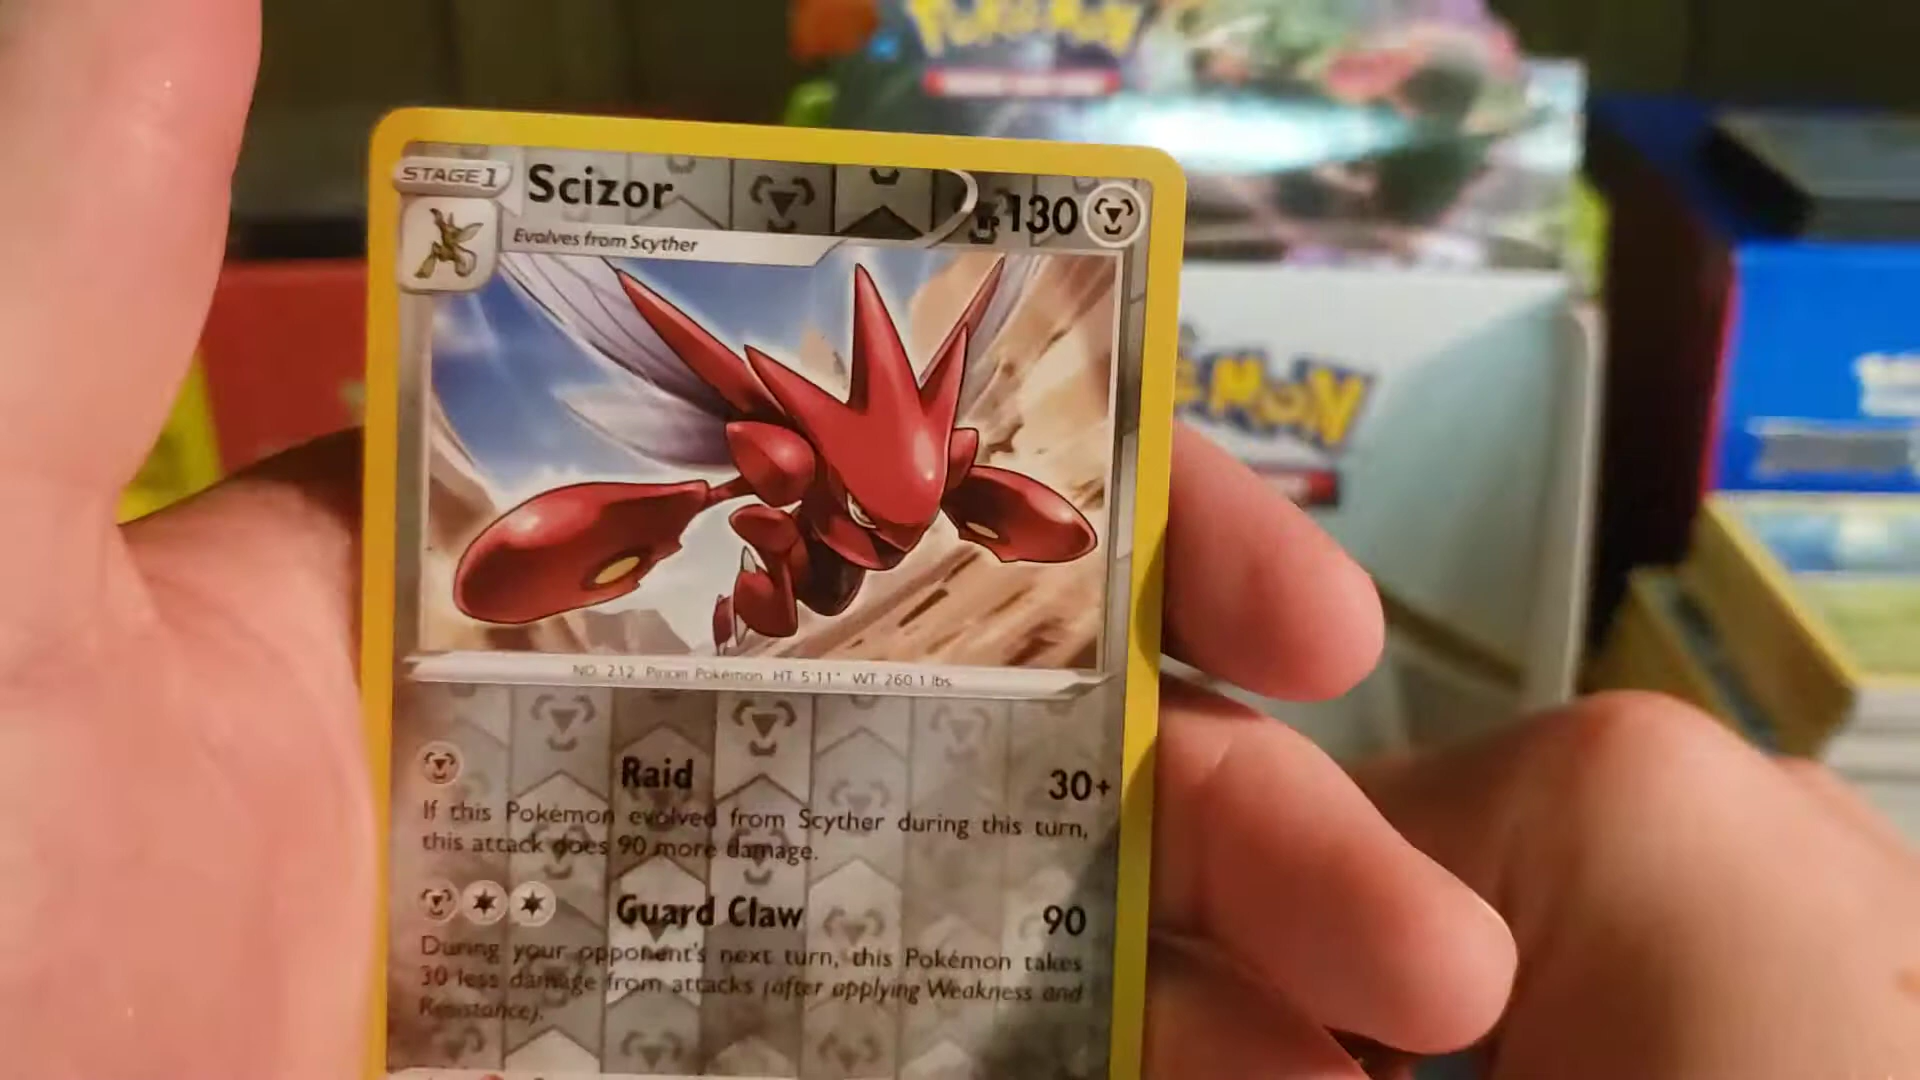 Pokémon
STAGE 1
Scizor
HP 130
Evolves from Scyther
NO. 212 Pincer Pokémon HT. 5'11" WT. 260.1 lbs.
Raid 30+
If this Pokémon evolved from Scyther during this turn,
this attack does 90 more damage.
Guard Claw 90
During your opponent's next turn, this Pokémon takes
30 less damage from attacks (after applying Weakness and
Resistance).